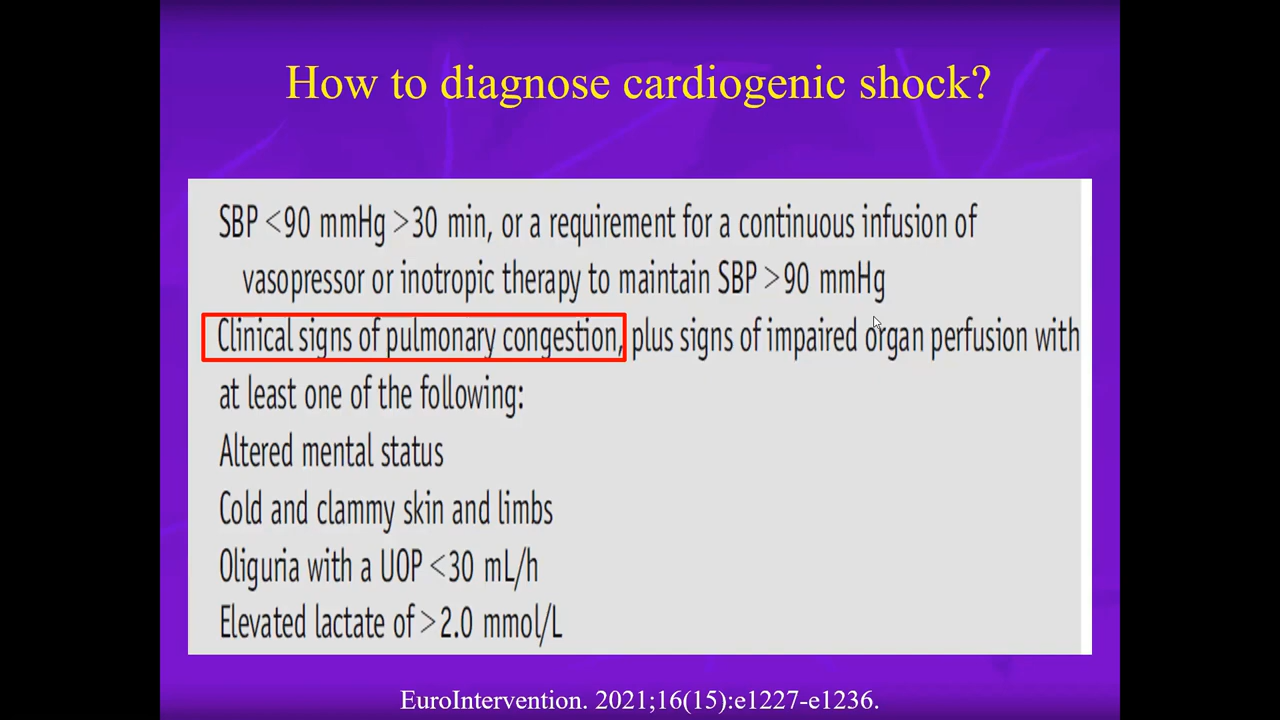 How to diagnose cardiogenic shock?
SBP <90 mmHg >30 min, or a requirement for a continuous infusion of
vasopressor or inotropic therapy to maintain SBP >90 mmHg
Clinical signs of pulmonary congestion, plus signs of impaired organ perfusion with
at least one of the following:
Altered mental status
Cold and clammy skin and limbs
Oliguria with a UOP <30 mL/h
Elevated lactate of >2.0 mmol/L
EuroIntervention. 2021;16(15):e1227-e1236.